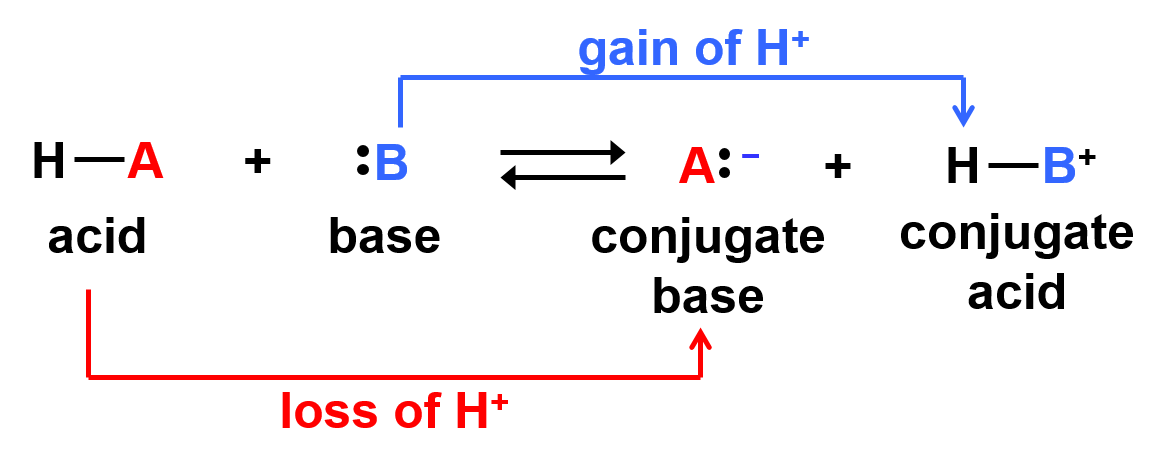 gain of H⁺
H—A + :B ⇌ A:⁻ + H—B⁺
acid base conjugate base conjugate acid
loss of H⁺